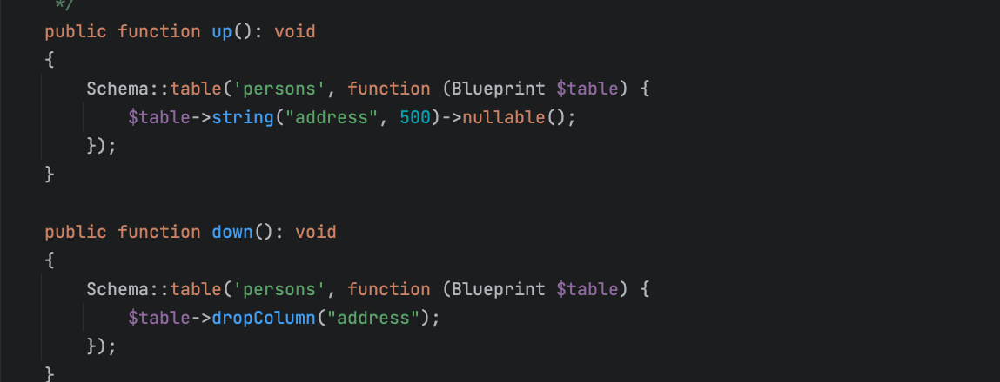 */
public function up(): void
{
    Schema::table('persons', function (Blueprint $table) {
        $table->string("address", 500)->nullable();
    });
}

public function down(): void
{
    Schema::table('persons', function (Blueprint $table) {
        $table->dropColumn("address");
    });
}